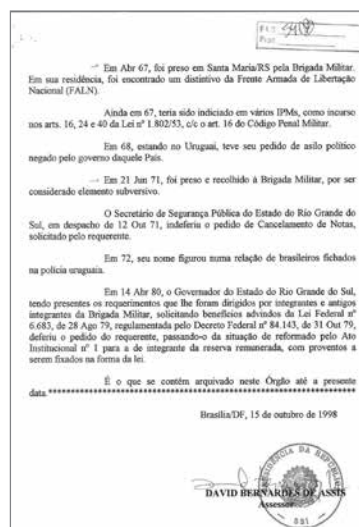 Em Abr 67, foi preso em Santa Maria/RS pela Brigada Militar.
Em sua residência, foi encontrado um distintivo da Frente Armada de Libertação
Nacional (FALN).
Ainda em 67, teria sido indiciado em vários IPMs, como incurso
nos arts. 16, 24 e 40 da Lei nº 1.802/53, c/c o art. 16 do Código Penal Militar.
Em 68, estando no Uruguai, teve seu pedido de asilo político
negado pelo governo daquele País.
Em 21 Jun 71, foi preso e recolhido à Brigada Militar, por ser
considerado elemento subversivo.
O Secretário de Segurança Pública do Estado do Rio Grande do
Sul, em despacho de 12 Out 71, indeferiu o pedido de Cancelamento de Notas,
solicitado pelo requerente.
Em 72, seu nome figurou numa relação de brasileiros fichados
na polícia uruguaia.
Em 14 Abr 80, o Governador do Estado do Rio Grande do Sul,
tendo presentes os requerimentos que lhe foram dirigidos por integrantes e antigos
integrantes da Brigada Militar, solicitando benefícios advindos da Lei Federal nº
6.683, de 28 Ago 79, regulamentada pelo Decreto Federal nº 84.143, de 31 Out 79,
deferiu o pedido do requerente, passando-o da situação de reformado pelo Ato
Institucional nº 1 para a de integrante da reserva remunerada, com proventos a
serem fixados na forma da lei.
É o que se contém arquivado neste Órgão até a presente
data.************************************************************
Brasília/DF, 15 de outubro de 1998
DAVID BERNARDES DE ASSIS
Assessor